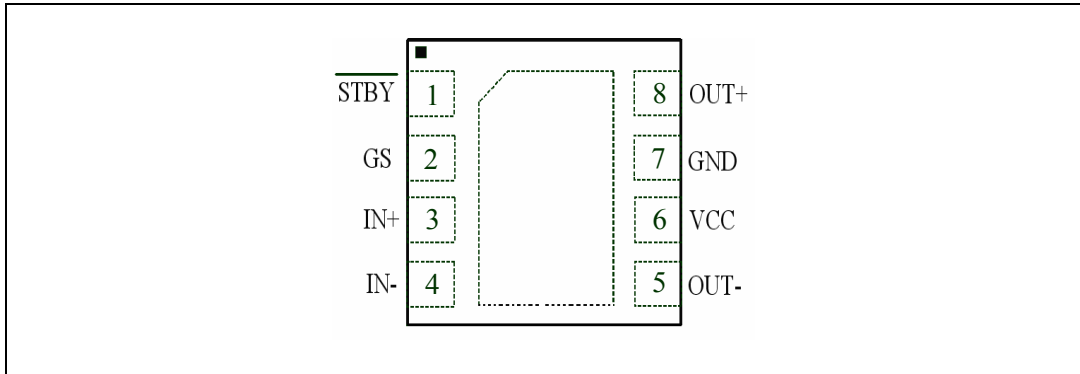 STBY 1 8 OUT+
GS 2 7 GND
IN+ 3 6 VCC
IN- 4 5 OUT-